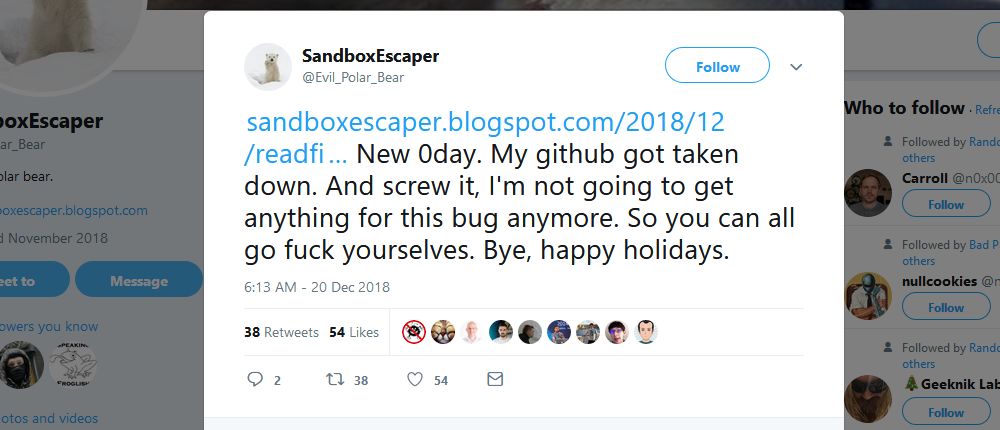 SandboxEscaper
@Evil_Polar_Bear
Follow
sandboxescaper.blogspot.com/2018/12
/readfi... New 0day. My github got taken
down. And screw it, I'm not going to get
anything for this bug anymore. So you can all
go fuck yourselves. Bye, happy holidays.
6:13 AM - 20 Dec 2018
38 Retweets 54 Likes
2 38 54
boxEscaper
ar_Bear
olar bear.
oxescaper.blogspot.com
d November 2018
eet to Message
owers you know
SPEAKING
FROGLISH
otos and videos
Who to follow · Refre
Followed by Rando
others
Carroll @n0x00
Follow
Followed by Bad P
others
nullcookies @n
Follow
Followed by Rando
others
🌲Geeknik Lab
Follow